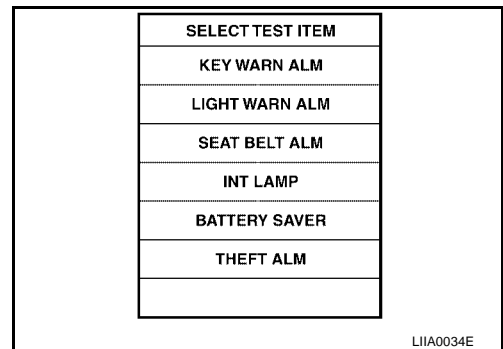 SELECT TEST ITEM
KEY WARN ALM
LIGHT WARN ALM
SEAT BELT ALM
INT LAMP
BATTERY SAVER
THEFT ALM
LIIA0034E